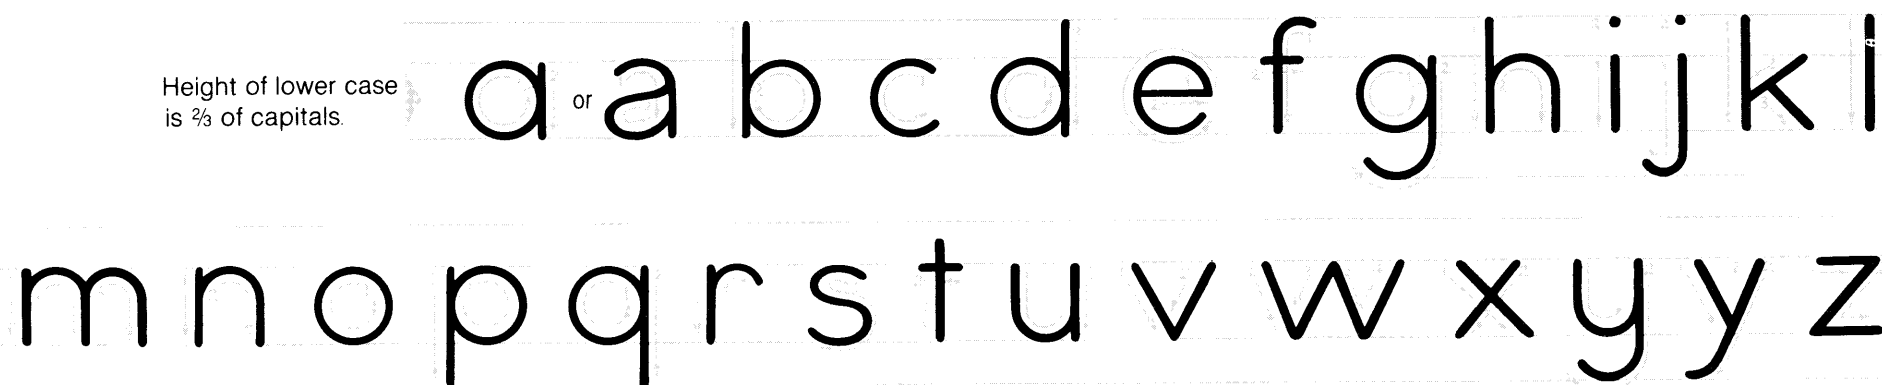 Height of lower case
is ⅔ of capitals.
a or a b c d e f g h i j k l
m n o p q r s t u v w x y y z